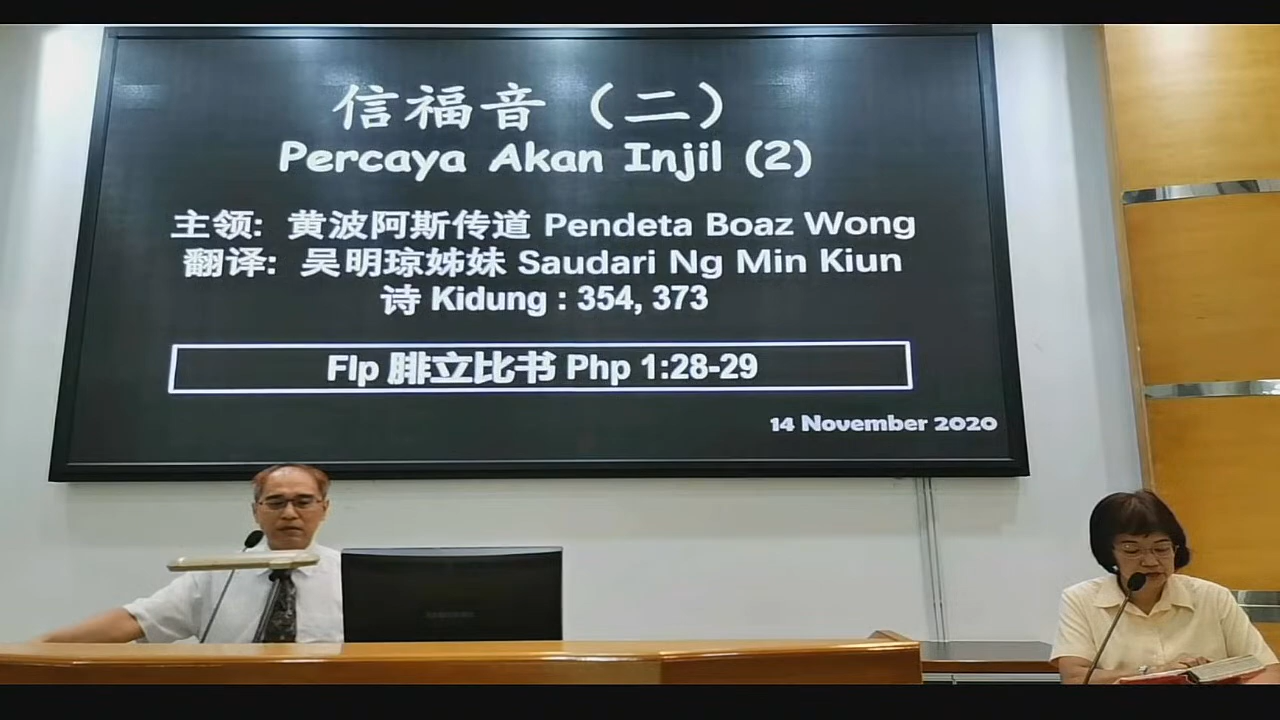 信福音（二）
Percaya Akan Injil (2)
主领: 黄波阿斯传道 Pendeta Boaz Wong
翻译: 吴明琼姊妹 Saudari Ng Min Kiun
诗 Kidung : 354, 373
Flp 腓立比书 Php 1:28-29
14 November 2020